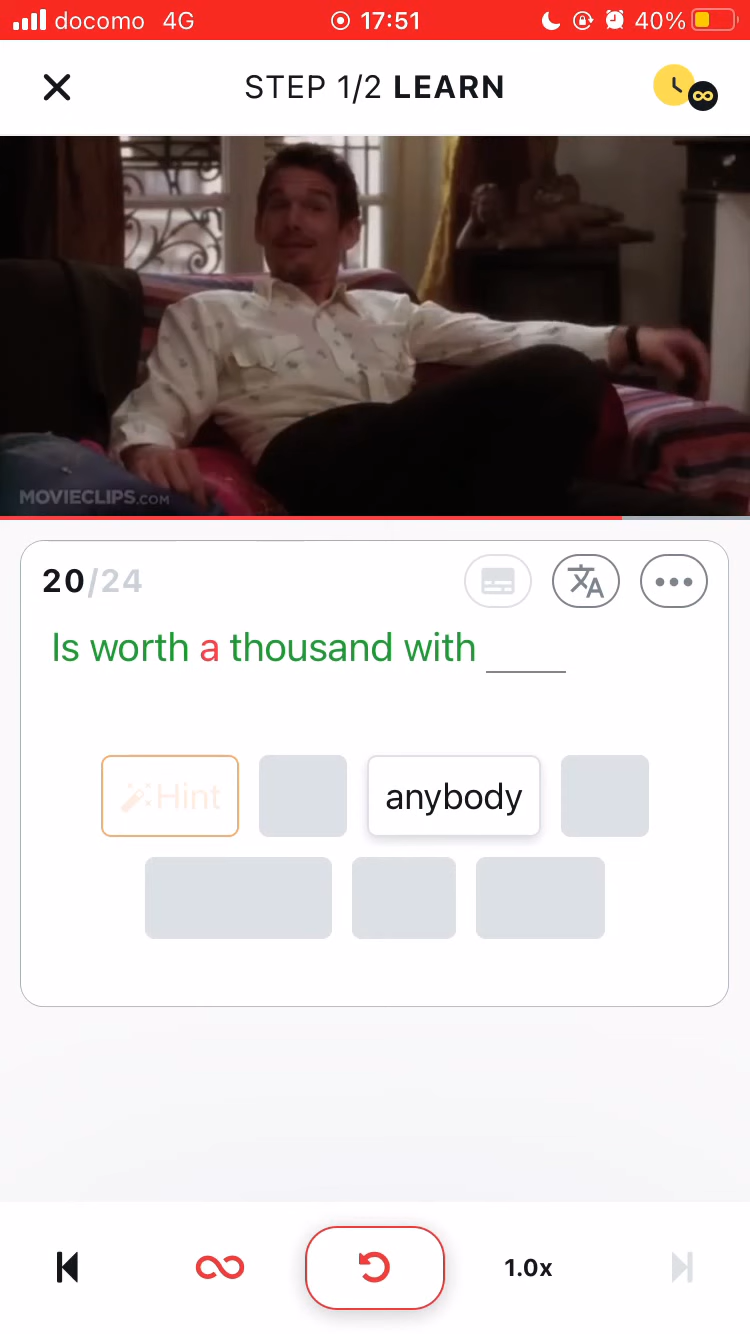 docomo 4G 17:51 40%
STEP 1/2 LEARN
MOVIECLIPS.COM
20/24
Is worth a thousand with
Hint anybody
1.0x